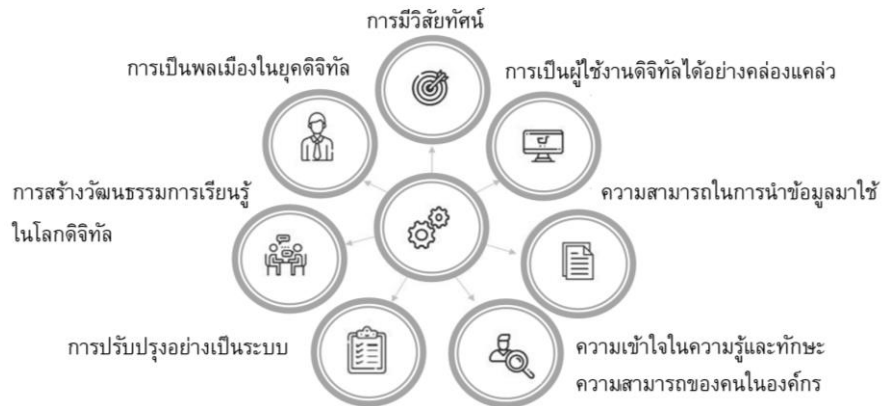 การมีวิสัยทัศน์
การเป็นพลเมืองในยุคดิจิทัล
การเป็นผู้ใช้งานดิจิทัลได้อย่างคล่องแคล่ว
การสร้างวัฒนธรรมการเรียนรู้
ในโลกดิจิทัล
ความสามารถในการนำข้อมูลมาใช้
การปรับปรุงอย่างเป็นระบบ
ความเข้าใจในความรู้และทักษะ
ความสามารถของคนในองค์กร